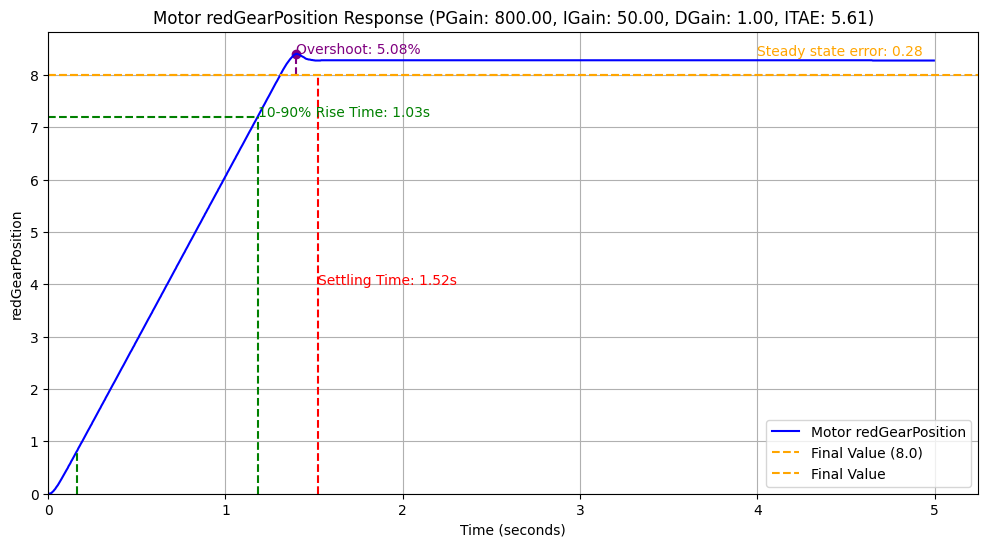 Motor redGearPosition Response (PGain: 800.00, IGain: 50.00, DGain: 1.00, ITAE: 5.61)
Overshoot: 5.08%
Steady state error: 0.28
10-90% Rise Time: 1.03s
Settling Time: 1.52s
redGearPosition
8
7
6
5
4
3
2
1
0
0 1 2 3 4 5
Time (seconds)
Motor redGearPosition
Final Value (8.0)
Final Value